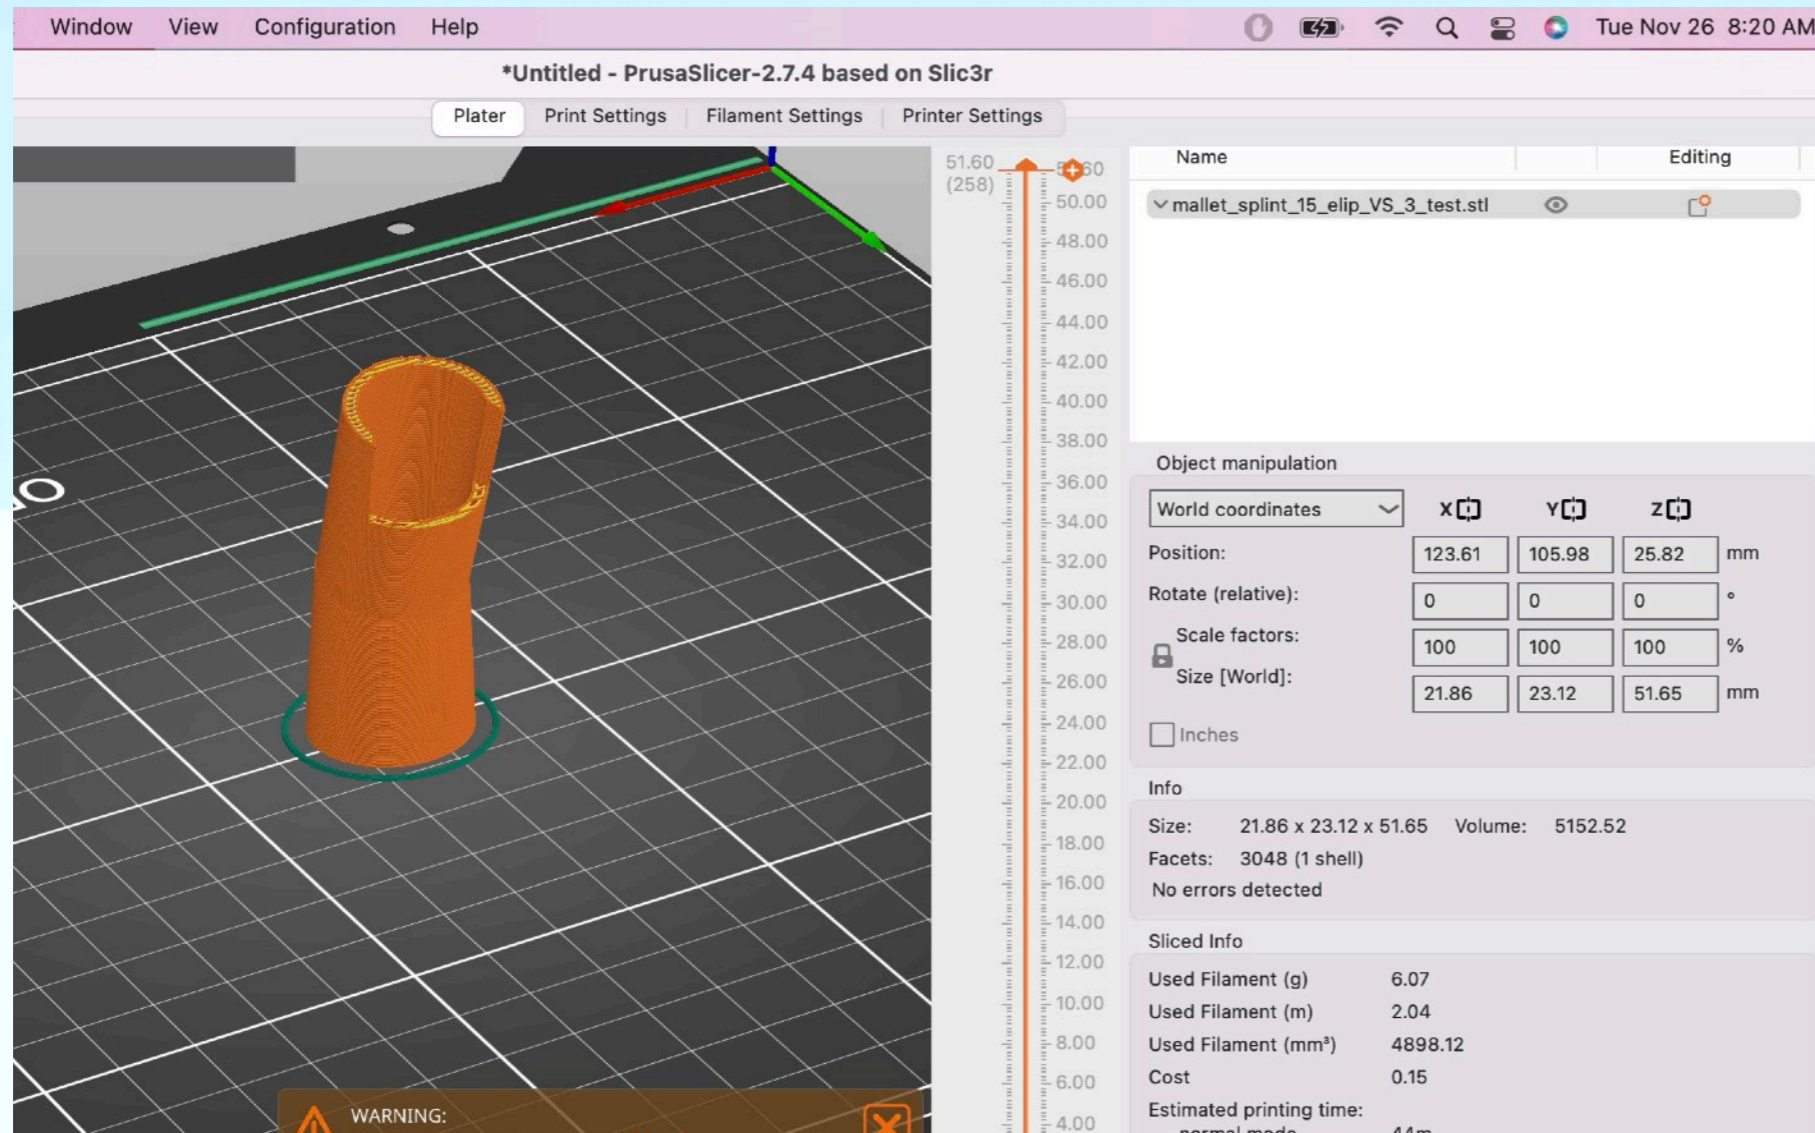 Window View Configuration Help Tue Nov 26 8:20 AM
*Untitled - PrusaSlicer-2.7.4 based on Slic3r
Plater Print Settings Filament Settings Printer Settings
51.60
(258)
50.00
48.00
46.00
44.00
42.00
40.00
38.00
36.00
34.00
32.00
30.00
28.00
26.00
24.00
22.00
20.00
18.00
16.00
14.00
12.00
10.00
8.00
6.00
4.00
Name Editing
mallet_splint_15_elip_VS_3_test.stl
Object manipulation
World coordinates X Y Z
Position: 123.61 105.98 25.82 mm
Rotate (relative): 0 0 0 °
Scale factors: 100 100 100 %
Size [World]: 21.86 23.12 51.65 mm
Inches
Info
Size: 21.86 x 23.12 x 51.65 Volume: 5152.52
Facets: 3048 (1 shell)
No errors detected
Sliced Info
Used Filament (g) 6.07
Used Filament (m) 2.04
Used Filament (mm³) 4898.12
Cost 0.15
Estimated printing time:
normal mode 44m
WARNING: